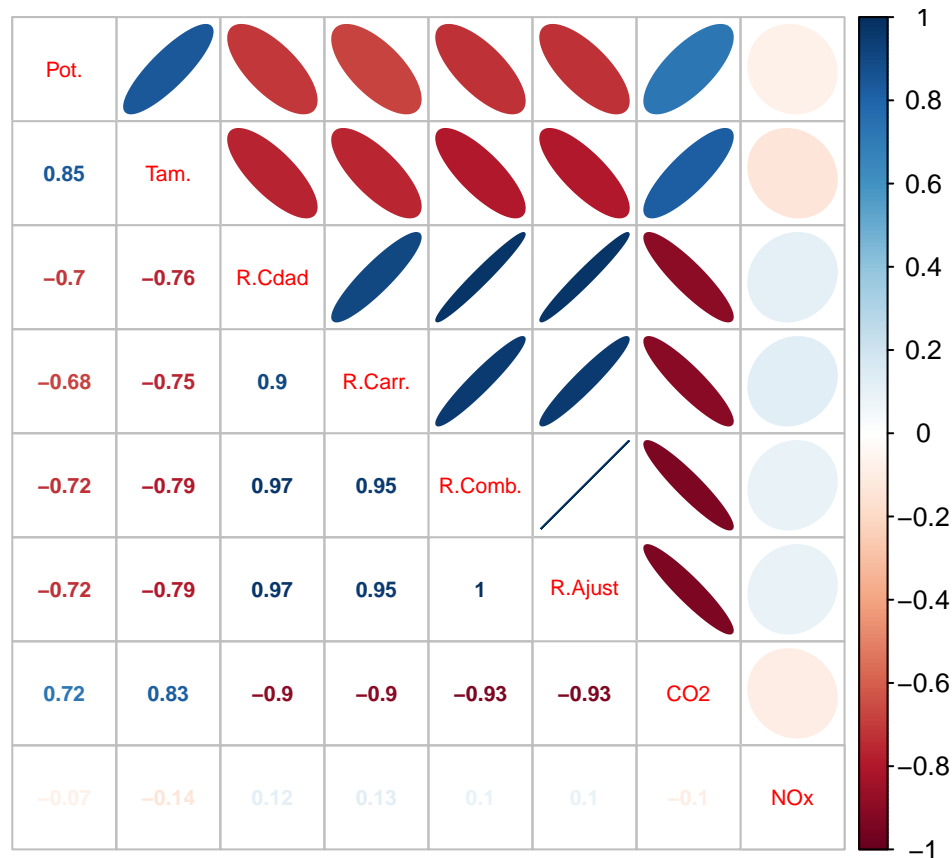 Pot.
0.85 Tam.
−0.7 −0.76 R.Cdad
−0.68 −0.75 0.9 R.Carr.
−0.72 −0.79 0.97 0.95 R.Comb.
−0.72 −0.79 0.97 0.95 1 R.Ajust
0.72 0.83 −0.9 −0.9 −0.93 −0.93 CO2
−0.07 −0.14 0.12 0.13 0.1 0.1 −0.1 NOx
1
0.8
0.6
0.4
0.2
0
−0.2
−0.4
−0.6
−0.8
−1